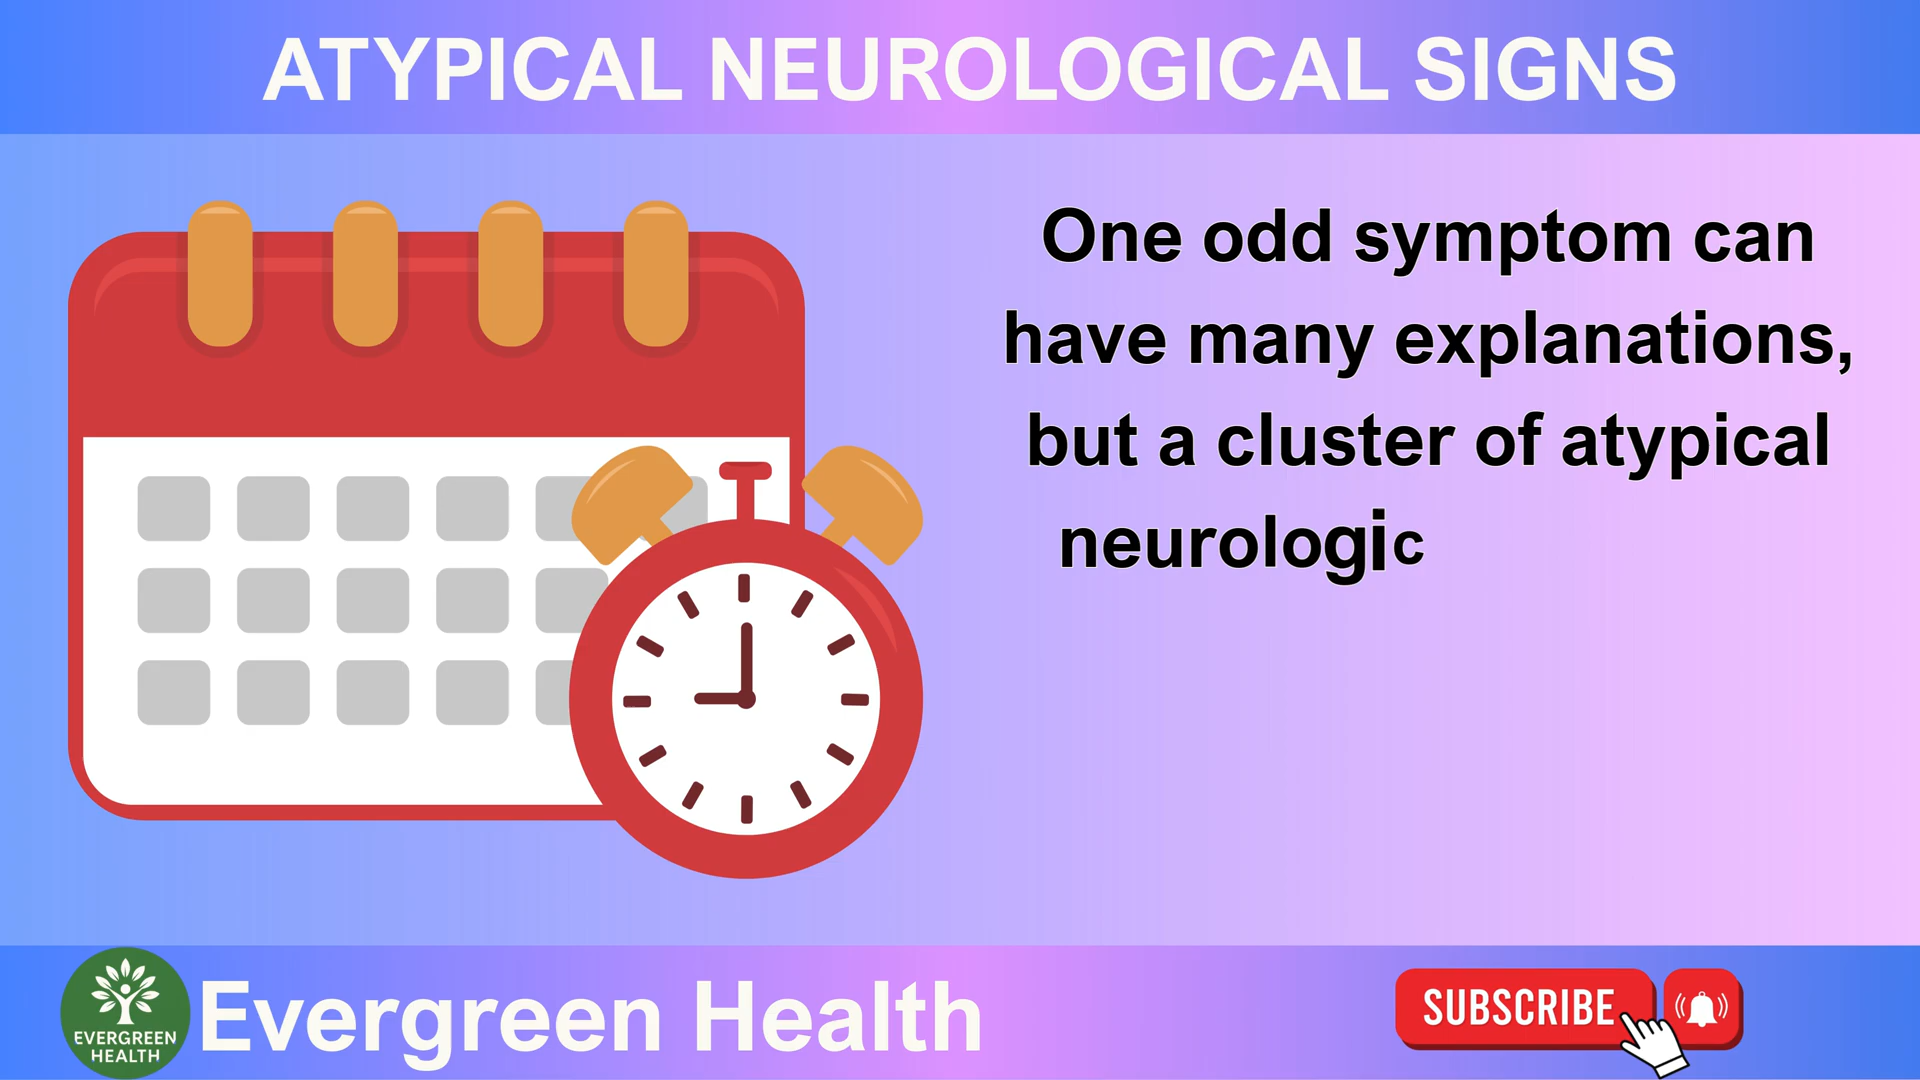 ATYPICAL NEUROLOGICAL SIGNS
One odd symptom can
have many explanations,
but a cluster of atypical
neurologic
EVERGREEN
HEALTH
Evergreen Health
SUBSCRIBE